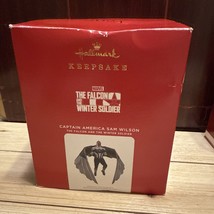 Hallmark
KEEPSAKE
MARVEL
THE FALCON
AND THE
WINTER SOLDIER
CAPTAIN AMERICA SAM WILSON
THE FALCON AND THE WINTER SOLDIER